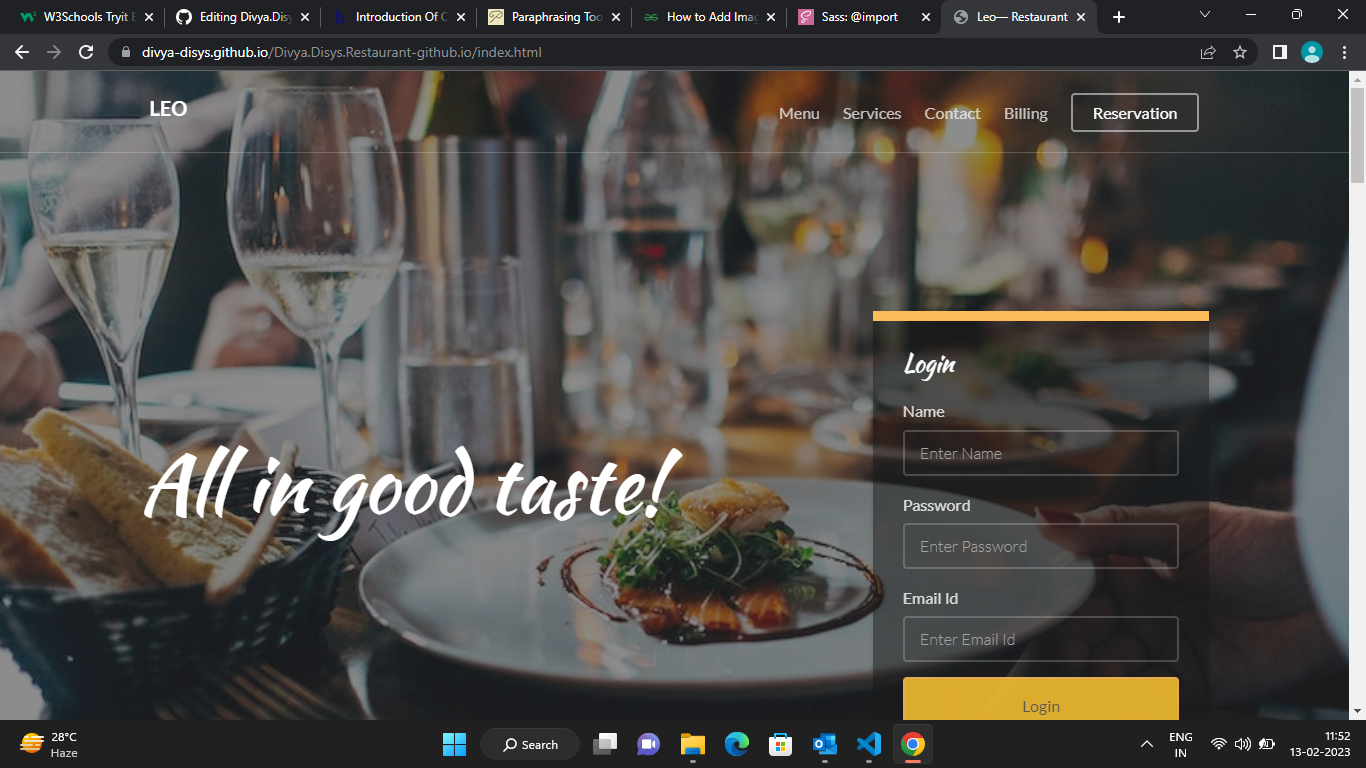 W3Schools Tryit E
Editing Divya.Disy
Introduction Of C
Paraphrasing Too
How to Add Imag
Sass: @import
Leo— Restaurant
divya-disys.github.io/Divya.Disys.Restaurant-github.io/index.html
LEO
Menu
Services
Contact
Billing
Reservation
All in good taste!
Login
Name
Enter Name
Password
Enter Password
Email Id
Enter Email Id
Login
28°C
Haze
Search
ENG
IN
11:52
13-02-2023